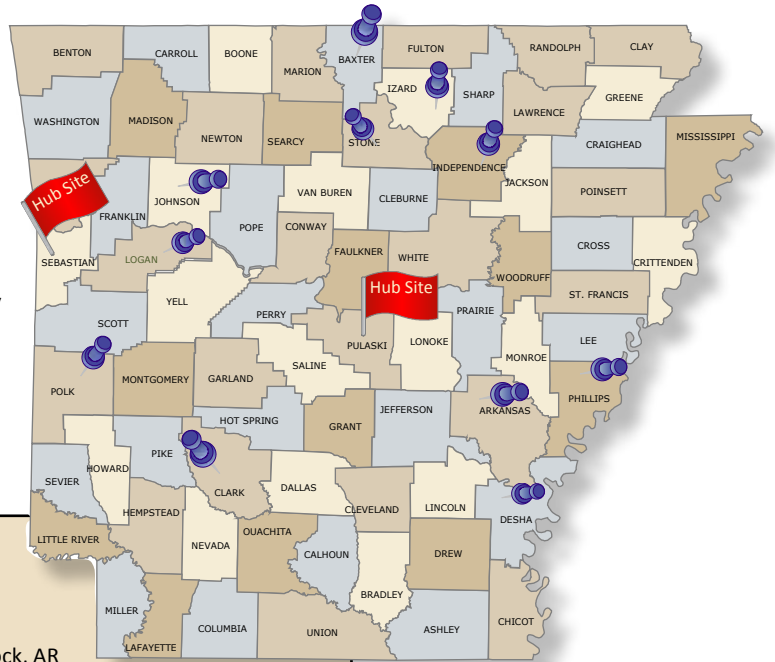 BENTON
CARROLL
BOONE
MARION
BAXTER
FULTON
RANDOLPH
CLAY
IZARD
SHARP
GREENE
WASHINGTON
MADISON
NEWTON
SEARCY
STONE
LAWRENCE
CRAIGHEAD
MISSISSIPPI
INDEPENDENCE
JACKSON
POINSETT
Hub Site
FRANKLIN
JOHNSON
POPE
VAN BUREN
CLEBURNE
CONWAY
FAULKNER
WHITE
CROSS
CRITTENDEN
WOODRUFF
SEBASTIAN
LOGAN
YELL
PERRY
Hub Site
PRAIRIE
ST. FRANCIS
SCOTT
PULASKI
LONOKE
MONROE
LEE
POLK
MONTGOMERY
GARLAND
SALINE
PHILLIPS
HOT SPRING
GRANT
JEFFERSON
ARKANSAS
SEVIER
HOWARD
PIKE
CLARK
DALLAS
CLEVELAND
LINCOLN
DESHA
LITTLE RIVER
HEMPSTEAD
NEVADA
OUACHITA
CALHOUN
DREW
BRADLEY
MILLER
LAFAYETTE
COLUMBIA
UNION
ASHLEY
CHICOT
ock, AR